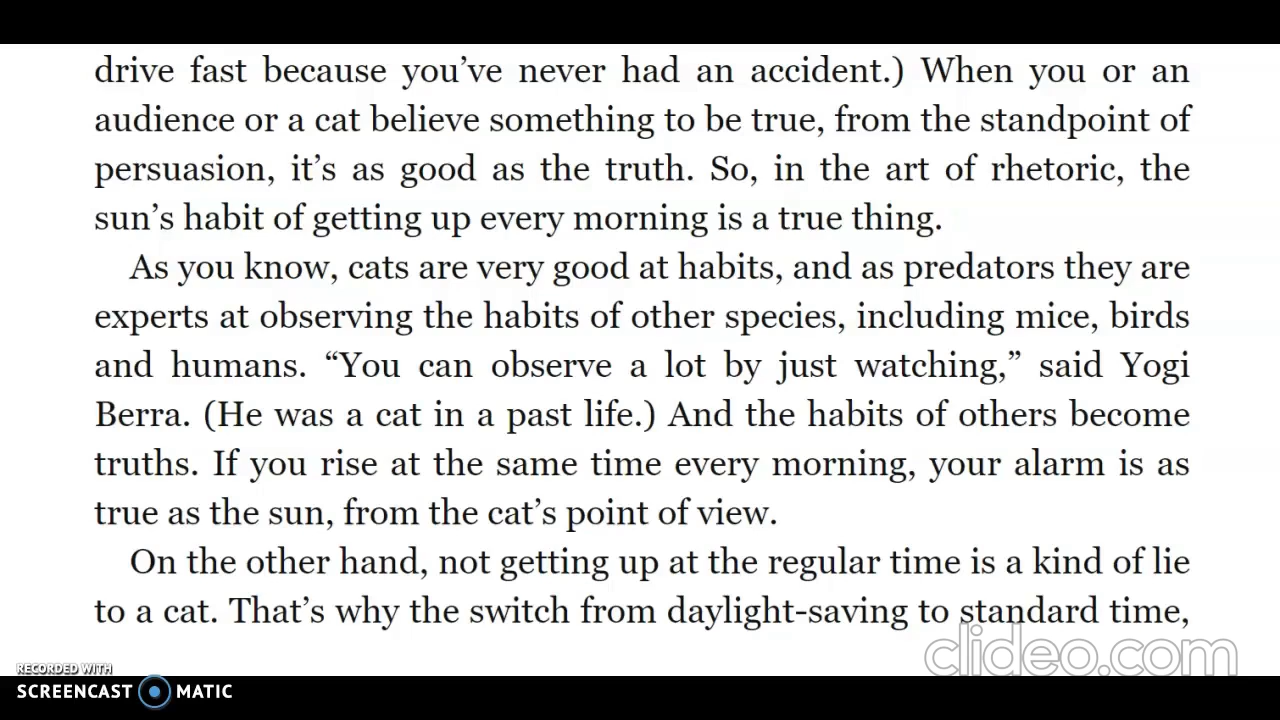 drive fast because you’ve never had an accident.) When you or an
audience or a cat believe something to be true, from the standpoint of
persuasion, it’s as good as the truth. So, in the art of rhetoric, the
sun’s habit of getting up every morning is a true thing.
As you know, cats are very good at habits, and as predators they are
experts at observing the habits of other species, including mice, birds
and humans. “You can observe a lot by just watching,” said Yogi
Berra. (He was a cat in a past life.) And the habits of others become
truths. If you rise at the same time every morning, your alarm is as
true as the sun, from the cat’s point of view.
On the other hand, not getting up at the regular time is a kind of lie
to a cat. That’s why the switch from daylight-saving to standard time,
clideo.com
RECORDED WITH
SCREENCAST MATIC